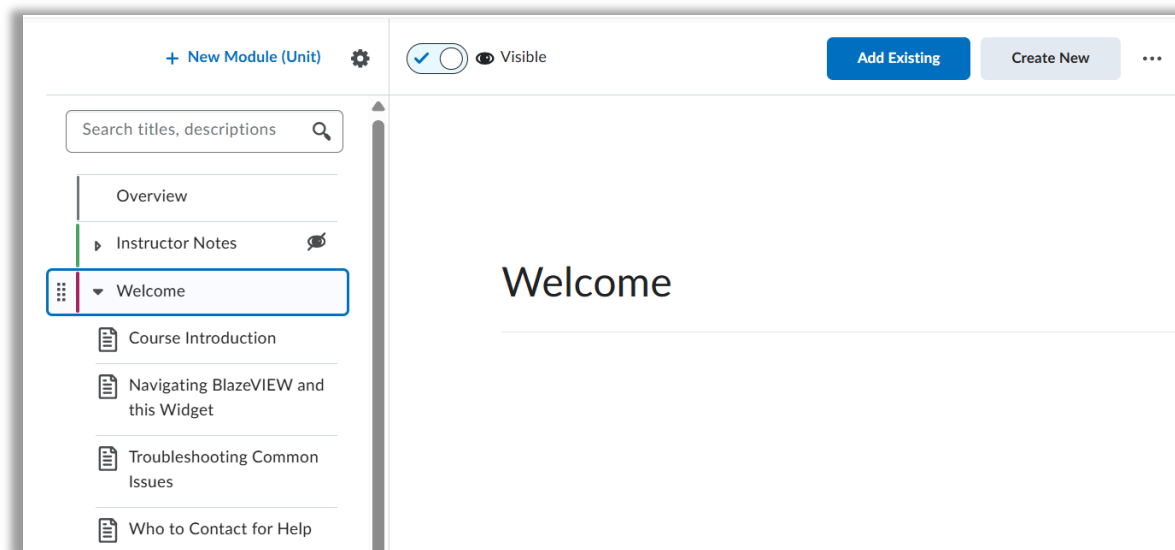 + New Module (Unit)
Visible
Add Existing
Create New
Search titles, descriptions
Overview
Instructor Notes
Welcome
Course Introduction
Navigating BlazeVIEW and
this Widget
Troubleshooting Common
Issues
Who to Contact for Help
Welcome